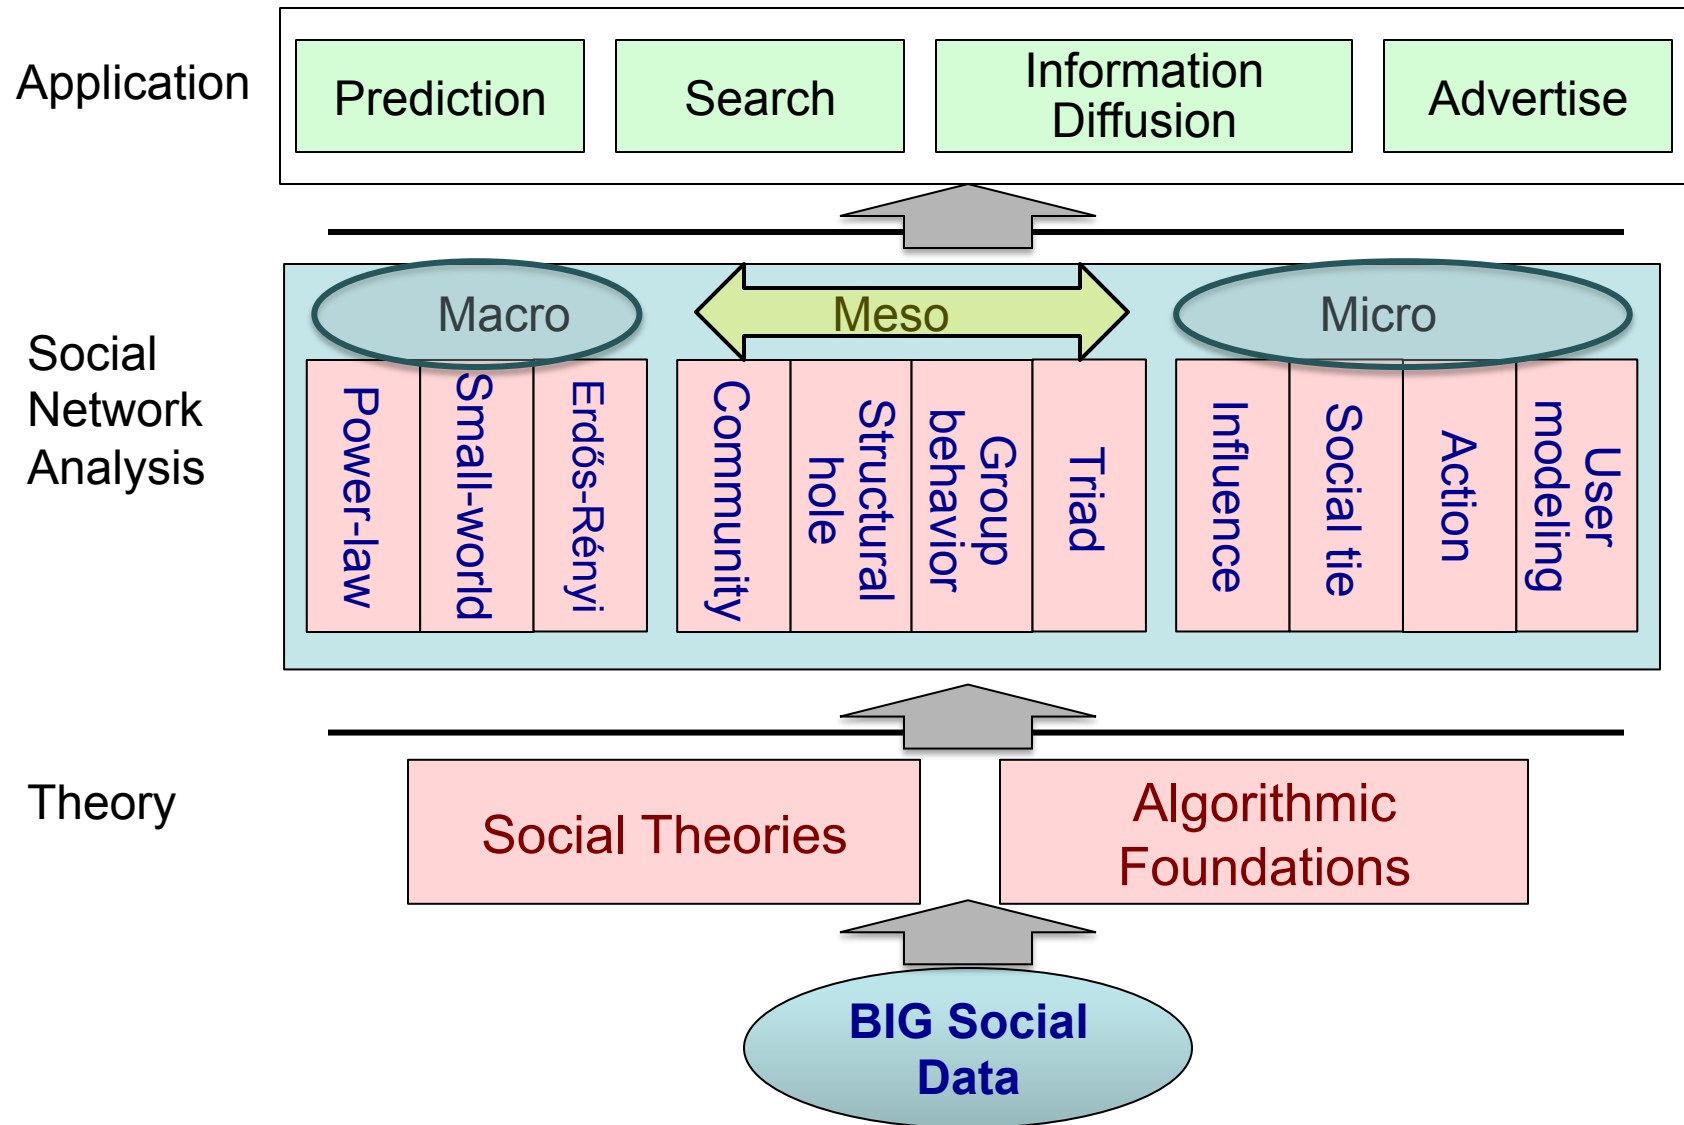 Application
Prediction
Search
Information
Diffusion
Advertise
Social
Network
Analysis
Macro
Meso
Micro
Power-law
Small-world
Erdős-Rényi
Community
Structural
hole
Group
behavior
Triad
Influence
Social tie
Action
User
modeling
Theory
Social Theories
Algorithmic
Foundations
BIG Social
Data